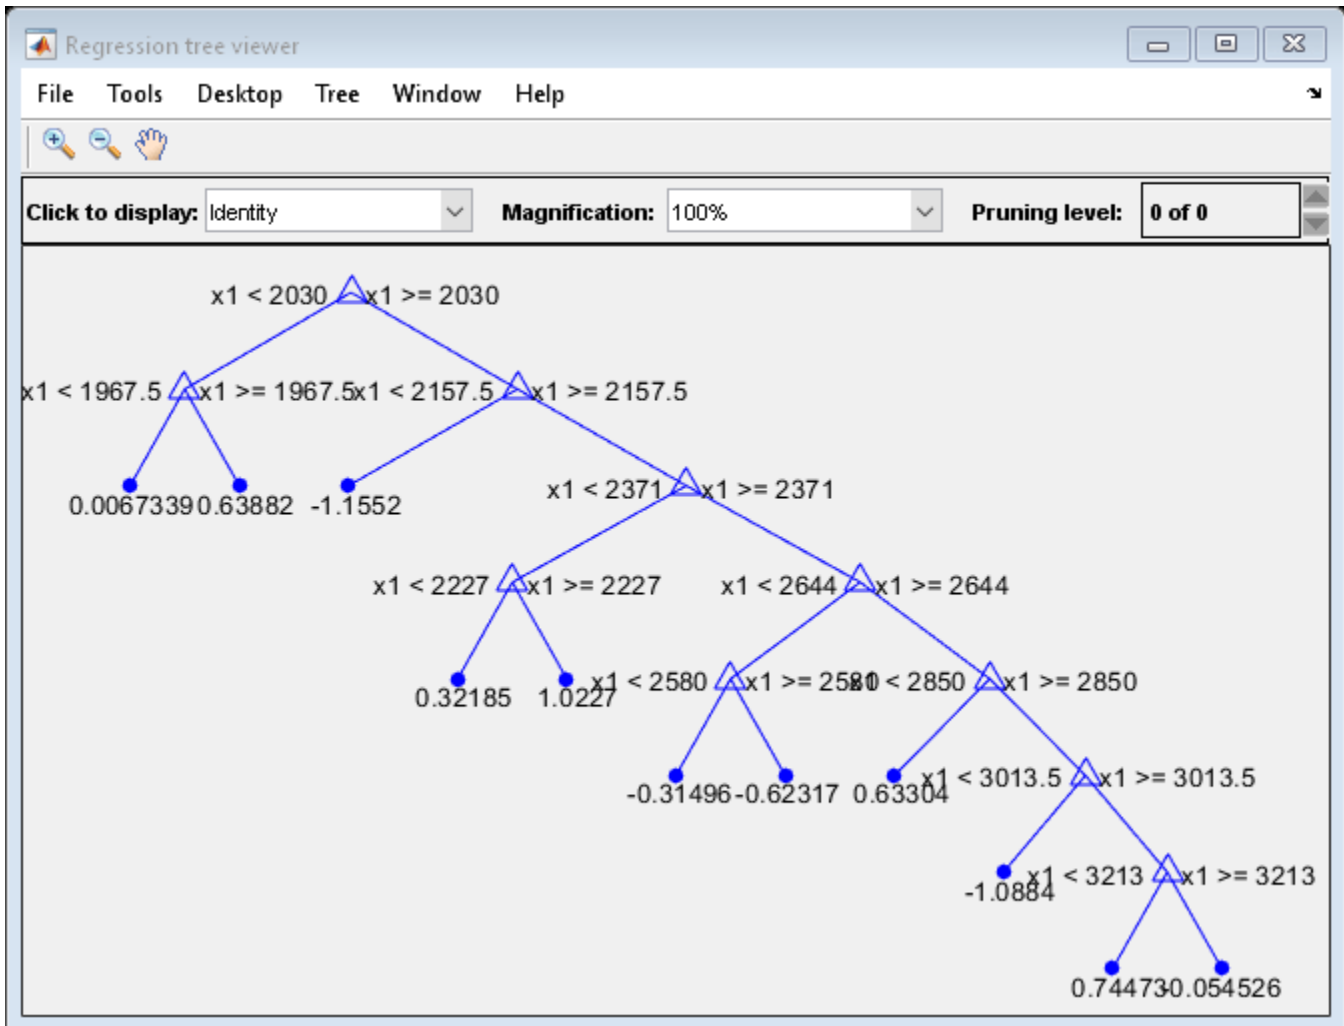 Regression tree viewer
File Tools Desktop Tree Window Help
Click to display: Identity Magnification: 100% Pruning level: 0 of 0
x1 < 2030 x1 >= 2030
x1 < 1967.5 x1 >= 1967.5 x1 < 2157.5 x1 >= 2157.5
0.0067339 0.63882 -1.1552
x1 < 2371 x1 >= 2371
x1 < 2227 x1 >= 2227 x1 < 2644 x1 >= 2644
0.32185 1.0227
x1 < 2580 x1 >= 2580 x1 < 2850 x1 >= 2850
-0.31496 -0.62317 0.63304
x1 < 3013.5 x1 >= 3013.5
-1.0884
x1 < 3213 x1 >= 3213
0.74473 -0.054526